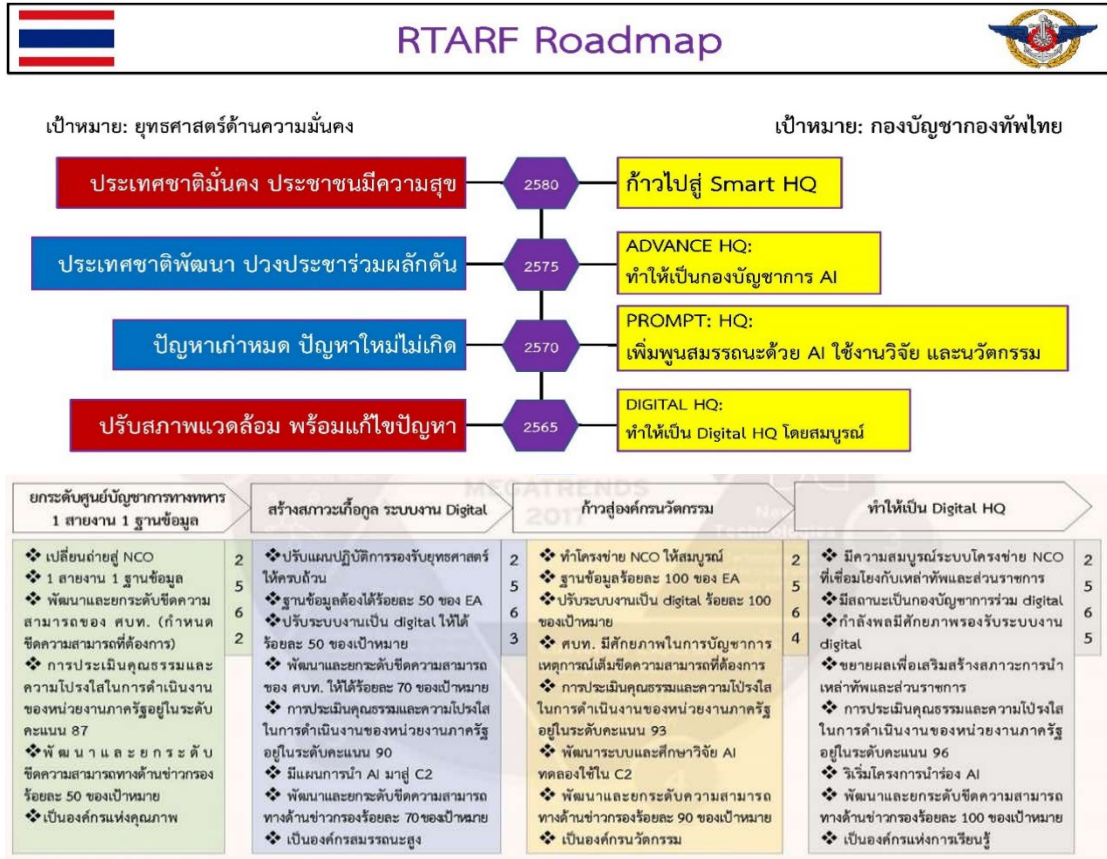 RTARF Roadmap
เป้าหมาย: ยุทธศาสตร์ด้านความมั่นคง
เป้าหมาย: กองบัญชากองทัพไทย
ประเทศชาติมั่นคง ประชาชนมีความสุข
2580
ก้าวไปสู่ Smart HQ
ประเทศชาติพัฒนา ปวงประชาร่วมผลักดัน
2575
ADVANCE HQ:
ทำให้เป็นกองบัญชาการ AI
ปัญหาเก่าหมด ปัญหาใหม่ไม่เกิด
2570
PROMPT: HQ:
เพิ่มพูนสมรรถนะด้วย AI ใช้งานวิจัย และนวัตกรรม
ปรับสภาพแวดล้อม พร้อมแก้ไขปัญหา
2565
DIGITAL HQ:
ทำให้เป็น Digital HQ โดยสมบูรณ์
MEGATRENDS
2017
ยกระดับศูนย์บัญชาการทางทหาร
1 สายงาน 1 ฐานข้อมูล
❖ เปลี่ยนถ่ายสู่ NCO
❖ 1 สายงาน 1 ฐานข้อมูล
❖ พัฒนาและยกระดับขีดความ
สามารถของ ศบท. (กำหนด
ขีดความสามารถที่ต้องการ)
❖ การประเมินคุณธรรมและ
ความโปร่งใสในการดำเนินงาน
ของหน่วยงานภาครัฐอยู่ในระดับ
คะแนน 87
❖พัฒนาและยกระดับ
ขีดความสามารถทางด้านข่าวกรอง
ร้อยละ 50 ของเป้าหมาย
❖เป็นองค์กรแห่งคุณภาพ
2
5
6
2
สร้างสภาวะเกื้อกูล ระบบงาน Digital
❖ปรับแผนปฏิบัติการรองรับยุทธศาสตร์
ให้ครบถ้วน
❖ฐานข้อมูลต้องได้ร้อยละ 50 ของ EA
❖ปรับระบบงานเป็น digital ให้ได้
ร้อยละ 50 ของเป้าหมาย
❖ พัฒนาและยกระดับขีดความสามารถ
ของ ศบท. ให้ได้ร้อยละ 70 ของเป้าหมาย
❖ การประเมินคุณธรรมและความโปร่งใส
ในการดำเนินงานของหน่วยงานภาครัฐ
อยู่ในระดับคะแนน 90
❖ มีแผนการนำ AI มาสู่ C2
❖ พัฒนาและยกระดับขีดความสามารถ
ทางด้านข่าวกรองร้อยละ 70 ของเป้าหมาย
❖ เป็นองค์กรสมรรถนะสูง
2
5
6
3
ก้าวสู่องค์กรนวัตกรรม
❖ ทำโครงข่าย NCO ให้สมบูรณ์
❖ ฐานข้อมูลร้อยละ 100 ของ EA
❖ปรับระบบงานเป็น digital ร้อยละ 100
ของเป้าหมาย
❖ ศบท. มีศักยภาพในการบัญชาการ
เหตุการณ์เต็มขีดความสามารถที่ต้องการ
❖ การประเมินคุณธรรมและความโปร่งใส
ในการดำเนินงานของหน่วยงานภาครัฐ
อยู่ในระดับคะแนน 93
❖ พัฒนาระบบและศึกษาวิจัย AI
ทดลองใช้ใน C2
❖ พัฒนาและยกระดับความสามารถ
ทางด้านข่าวกรองร้อยละ 90 ของเป้าหมาย
❖ เป็นองค์กรนวัตกรรม
2
5
6
4
ทำให้เป็น Digital HQ
❖ มีความสมบูรณ์ระบบโครงข่าย NCO
ที่เชื่อมโยงกับเหล่าทัพและส่วนราชการ
❖ มีสถานะเป็นกองบัญชาการร่วม digital
❖ กำลังพลมีศักยภาพรองรับระบบงาน
digital
❖ ขยายผลเพื่อเสริมสร้างสภาวะการนำ
เหล่าทัพและส่วนราชการ
❖ การประเมินคุณธรรมและความโปร่งใส
ในการดำเนินงานของหน่วยงานภาครัฐ
อยู่ในระดับคะแนน 96
❖ วิเริ่มโครงการนำร่อง AI
❖ พัฒนาและยกระดับขีดความสามารถ
ทางด้านข่าวกรองร้อยละ 100 ของเป้าหมาย
❖ เป็นองค์กรแห่งการเรียนรู้
2
5
6
5